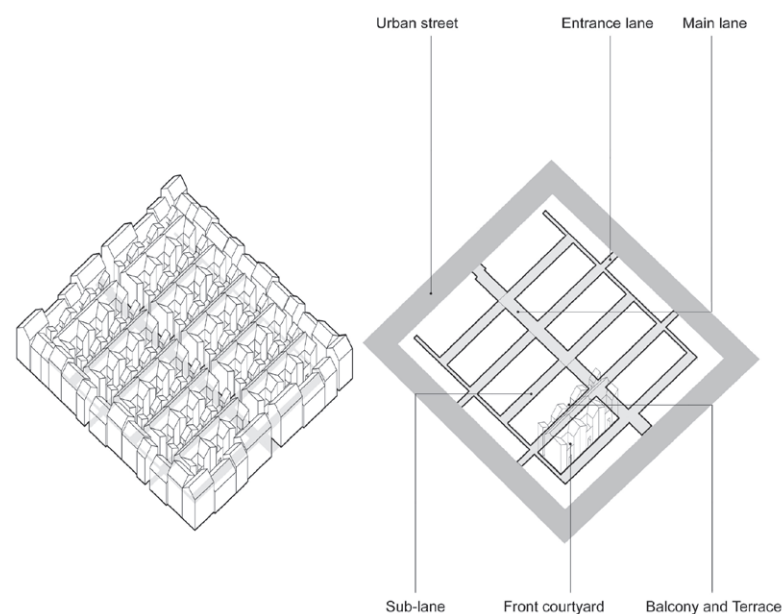 Urban street
Entrance lane
Main lane
Sub-lane
Front courtyard
Balcony and Terrace